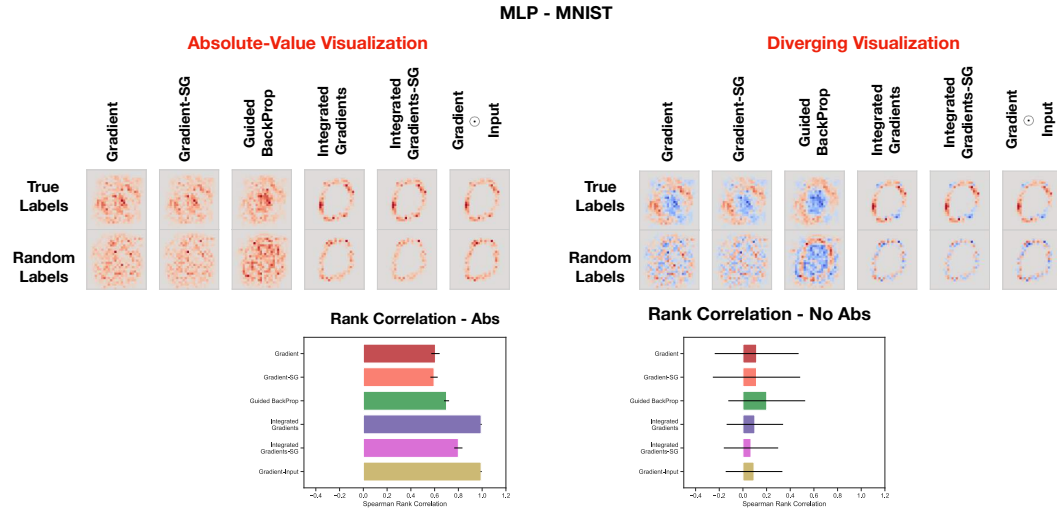 MLP - MNIST
Absolute-Value Visualization
Gradient
Gradient-SG
Guided
BackProp
Integrated
Gradients
Integrated
Gradients-SG
Gradient
⊙
Input
True
Labels
Random
Labels
Diverging Visualization
Gradient
Gradient-SG
Guided
BackProp
Integrated
Gradients
Integrated
Gradients-SG
Gradient
⊙
Input
True
Labels
Random
Labels
Rank Correlation - Abs
Gradient
Gradient-SG
Guided BackProp
Integrated
Gradients
Integrated
Gradients-SG
Gradient-Input
−0.4 −0.2 0.0 0.2 0.4 0.6 0.8 1.0 1.2
Spearman Rank Correlation
Rank Correlation - No Abs
Gradient
Gradient-SG
Guided BackProp
Integrated
Gradients
Integrated
Gradients-SG
Gradient-Input
−0.4 −0.2 0.0 0.2 0.4 0.6 0.8 1.0 1.2
Spearman Rank Correlation